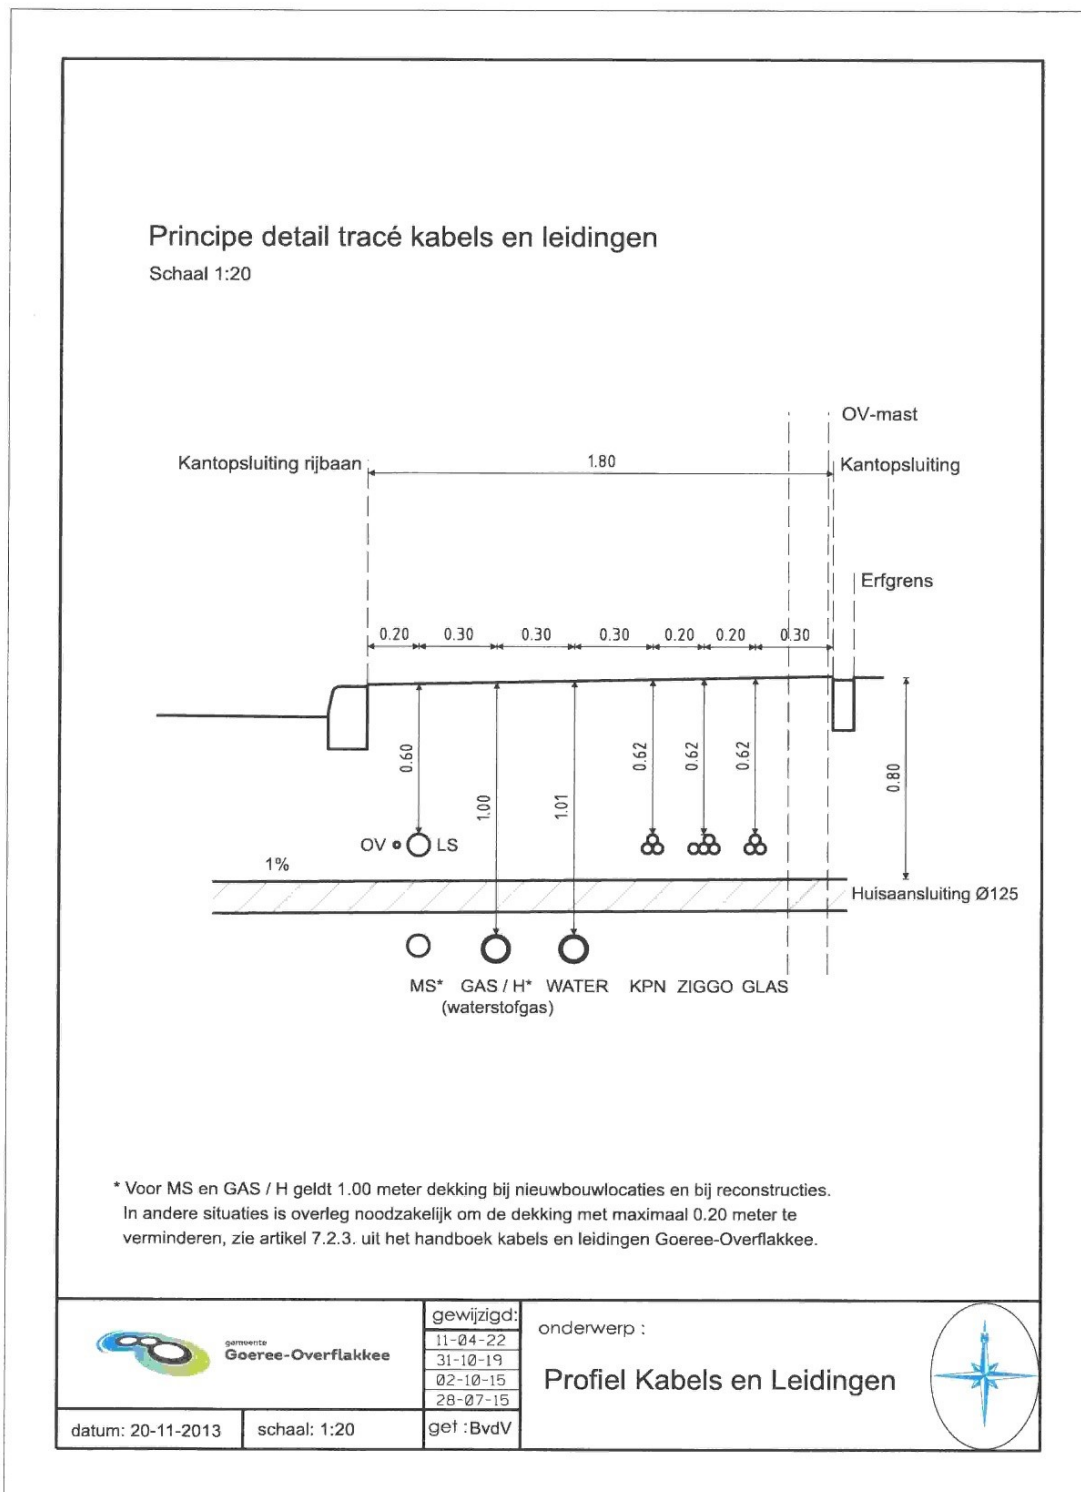 Principe detail tracé kabels en leidingen
Schaal 1:20
OV-mast
Kantopsluiting rijbaan
1.80
Kantopsluiting
Erfgrens
0.20 0.30 0.30 0.30 0.20 0.20 0.30
0.60
1.00
1.01
0.62
0.62
0.62
0.80
OV LS
1%
Huisaansluiting Ø125
MS* GAS / H* WATER KPN ZIGGO GLAS
(waterstofgas)
* Voor MS en GAS / H geldt 1.00 meter dekking bij nieuwbouwlocaties en bij reconstructies.
In andere situaties is overleg noodzakelijk om de dekking met maximaal 0.20 meter te
verminderen, zie artikel 7.2.3. uit het handboek kabels en leidingen Goeree-Overflakkee.
gemeente
Goeree-Overflakkee
datum: 20-11-2013
schaal: 1:20
gewijzigd:
11-04-22
31-10-19
02-10-15
28-07-15
get :BvdV
onderwerp :
Profiel Kabels en Leidingen
N